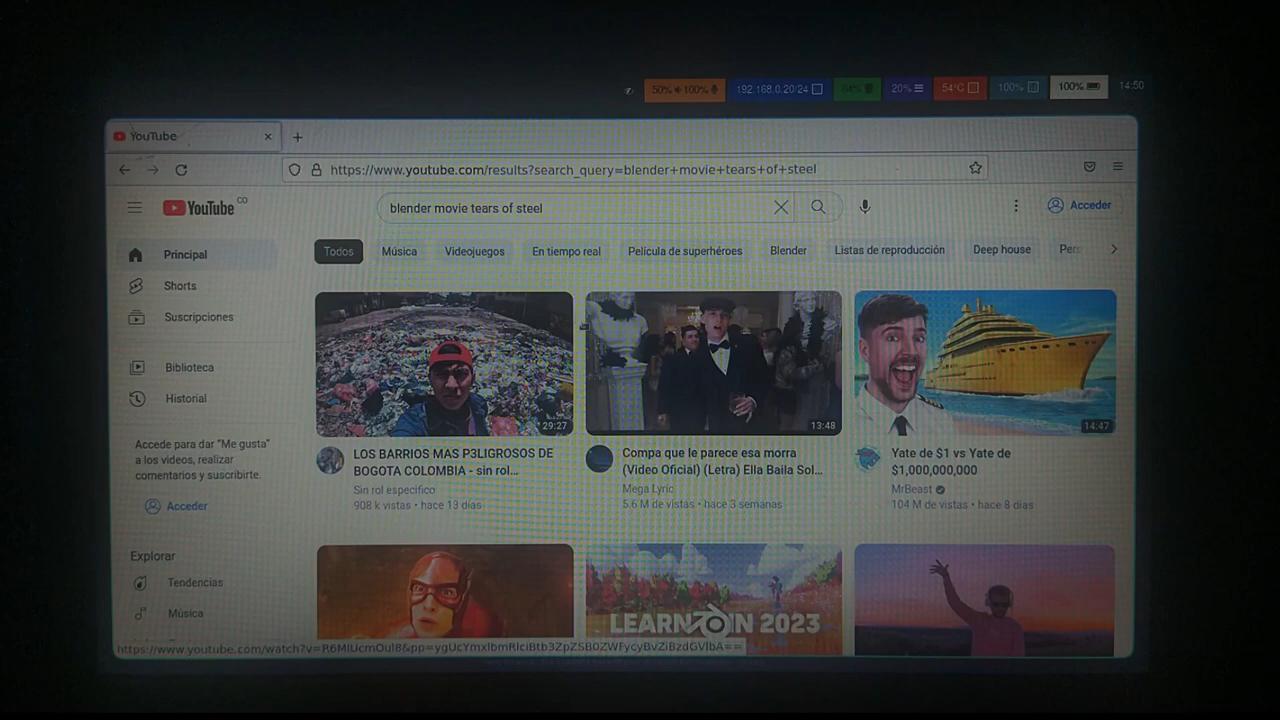 50% 100%
192.168.0.20/24
84%
20%
54°C
100%
100%
14:50
YouTube
https://www.youtube.com/results?search_query=blender+movie+tears+of+steel
YouTube CO
blender movie tears of steel
Acceder
Todos
Música
Videojuegos
En tiempo real
Película de superhéroes
Blender
Listas de reproducción
Deep house
Principal
Shorts
Suscripciones
Biblioteca
Historial
Accede para dar "Me gusta"
a los videos, realizar
comentarios y suscribirte.
Acceder
Explorar
Tendencias
Música
29:27
LOS BARRIOS MAS P3LIGROSOS DE
BOGOTA COLOMBIA - sin rol...
Sin rol especifico
908 k vistas • hace 13 días
13:48
Compa que le parece esa morra
(Video Oficial) (Letra) Ella Baila Sol...
Mega Lyric
5.6 M de vistas • hace 3 semanas
14:47
Yate de $1 vs Yate de
$1,000,000,000
MrBeast
104 M de vistas • hace 8 días
LEARN IN 2023